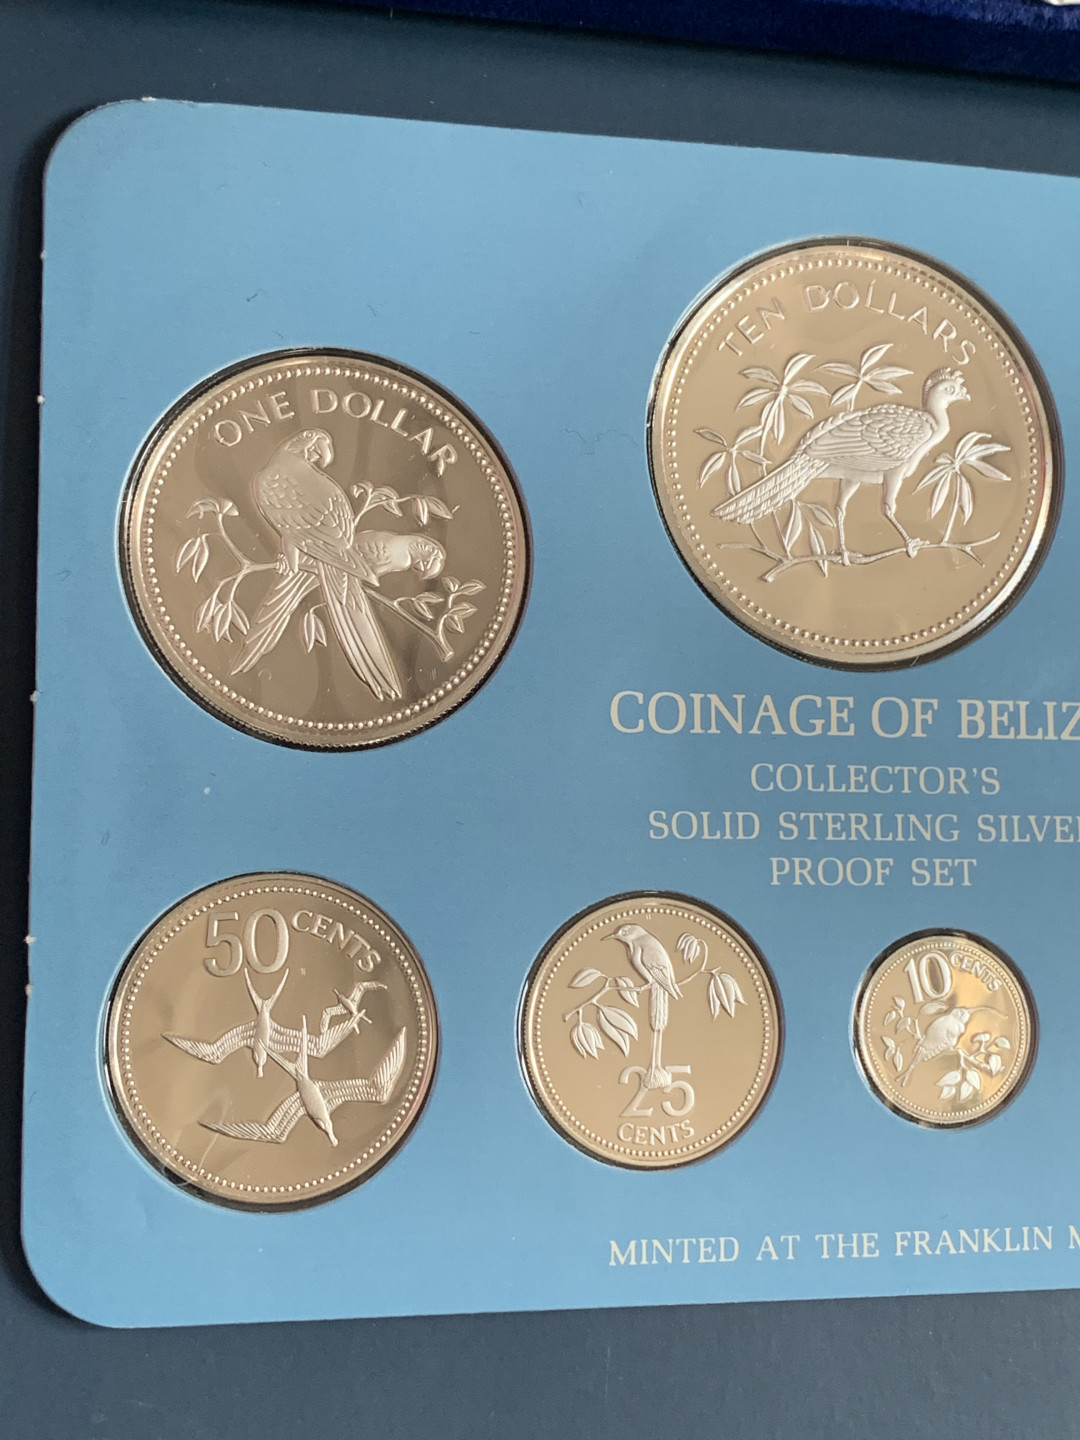 ONE DOLLAR
TEN DOLLARS
COINAGE OF BELIZ
COLLECTOR'S
SOLID STERLING SILVER
PROOF SET
50 CENTS
25
CENTS
10 CENTS
MINTED AT THE FRANKLIN M